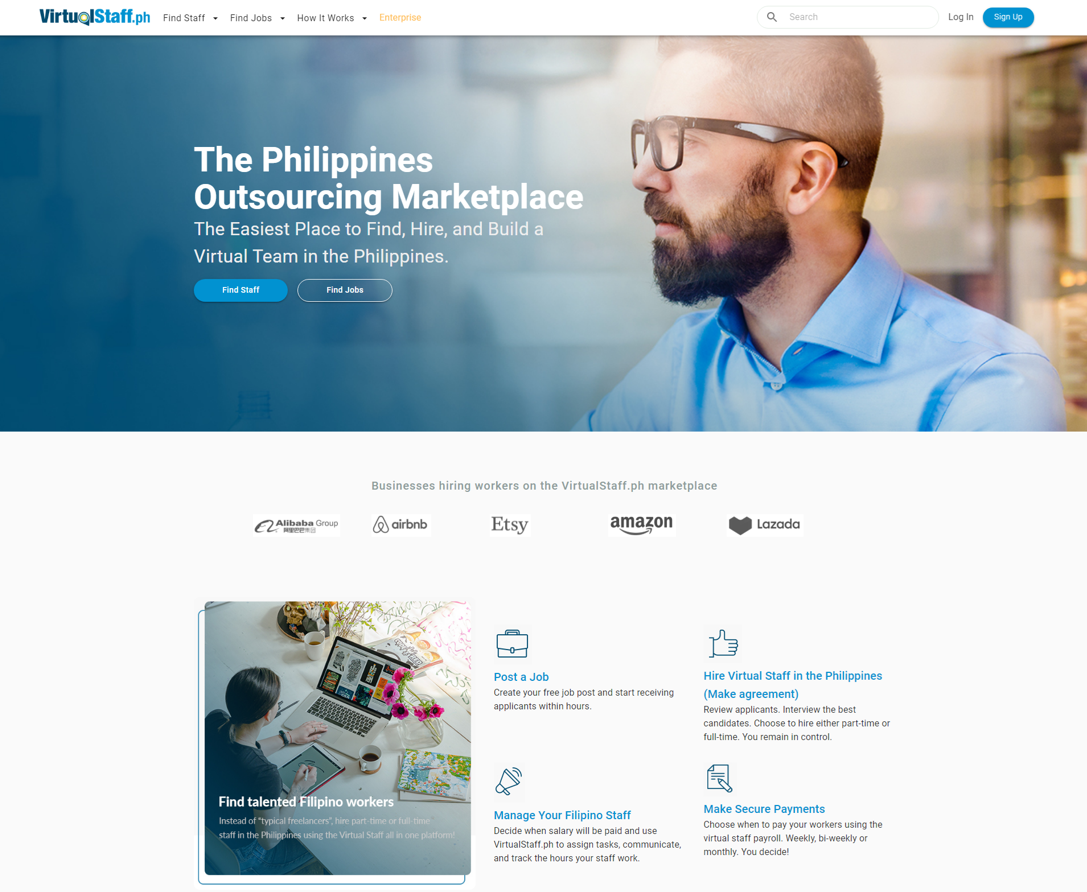 VirtualStaff.ph
Find Staff
Find Jobs
How It Works
Enterprise
Search
Log In
Sign Up
The Philippines
Outsourcing Marketplace
The Easiest Place to Find, Hire, and Build a
Virtual Team in the Philippines.
Find Staff
Find Jobs
Businesses hiring workers on the VirtualStaff.ph marketplace
Alibaba Group
阿里巴巴集团
airbnb
Etsy
amazon
Lazada
Find talented Filipino workers
Instead of "typical freelancers", hire part-time or full-time
staff in the Philippines using the Virtual Staff all in one platform!
Post a Job
Create your free job post and start receiving
applicants within hours.
Hire Virtual Staff in the Philippines
(Make agreement)
Review applicants. Interview the best
candidates. Choose to hire either part-time or
full-time. You remain in control.
Manage Your Filipino Staff
Decide when salary will be paid and use
VirtualStaff.ph to assign tasks, communicate,
and track the hours your staff work.
Make Secure Payments
Choose when to pay your workers using the
virtual staff payroll. Weekly, bi-weekly or
monthly. You decide!